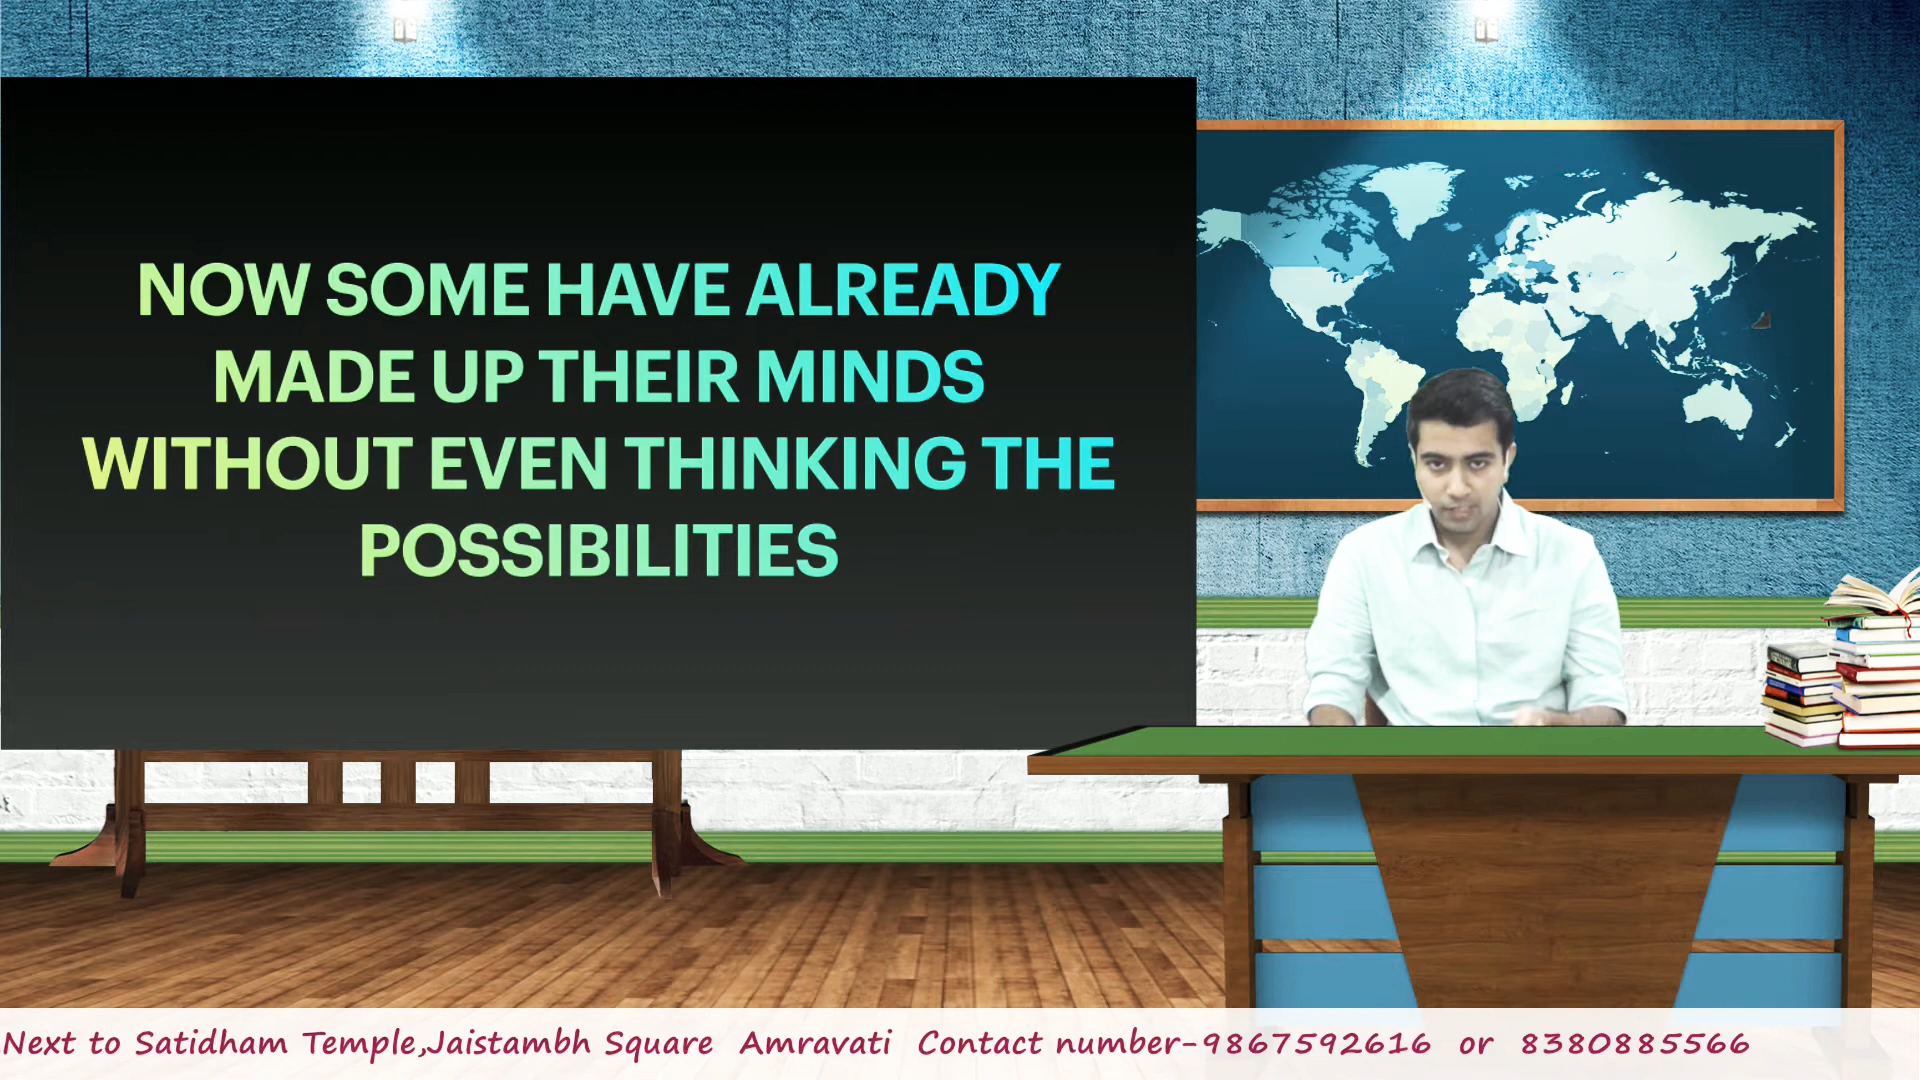 NOW SOME HAVE ALREADY
MADE UP THEIR MINDS
WITHOUT EVEN THINKING THE
POSSIBILITIES
Next to Satidham Temple,Jaistambh Square Amravati Contact number-9867592616 or 8380885566